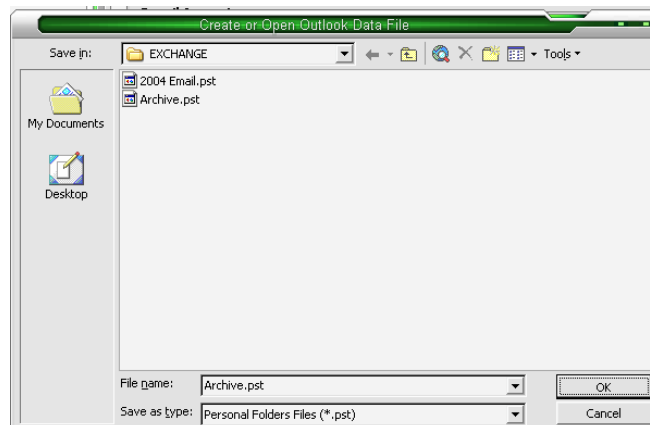 Create or Open Outlook Data File
Save in:
EXCHANGE
Tools
2004 Email.pst
Archive.pst
My Documents
Desktop
File name:
Archive.pst
OK
Save as type:
Personal Folders Files (*.pst)
Cancel